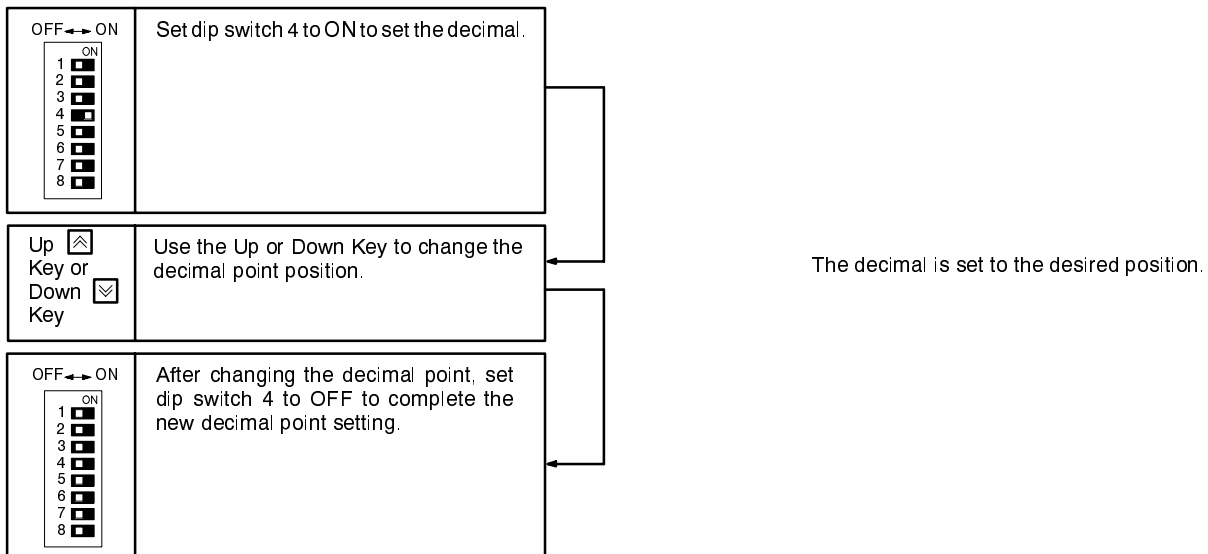 OFF ON
Set dip switch 4 to ON to set the decimal.
ON
1
2
3
4
5
6
7
8
Up
Key or
Down
Key
Use the Up or Down Key to change the
decimal point position.
The decimal is set to the desired position.
OFF ON
After changing the decimal point, set
dip switch 4 to OFF to complete the
new decimal point setting.
ON
1
2
3
4
5
6
7
8